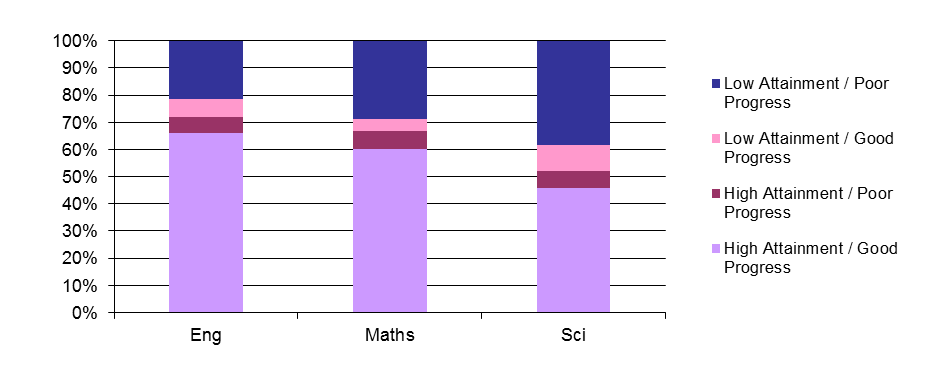 100%
90%
80%
70%
60%
50%
40%
30%
20%
10%
0%
Eng
Maths
Sci
Low Attainment / Poor
Progress
Low Attainment / Good
Progress
High Attainment / Poor
Progress
High Attainment / Good
Progress